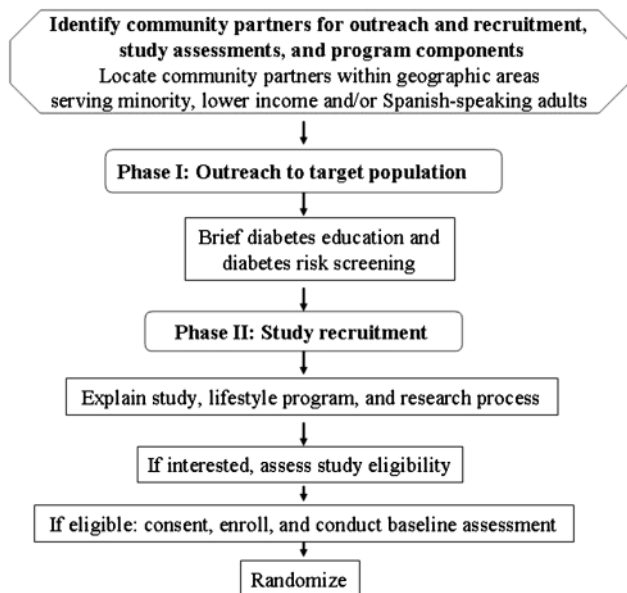 Identify community partners for outreach and recruitment,
study assessments, and program components
Locate community partners within geographic areas
serving minority, lower income and/or Spanish-speaking adults
Phase I: Outreach to target population
Brief diabetes education and
diabetes risk screening
Phase II: Study recruitment
Explain study, lifestyle program, and research process
If interested, assess study eligibility
If eligible: consent, enroll, and conduct baseline assessment
Randomize